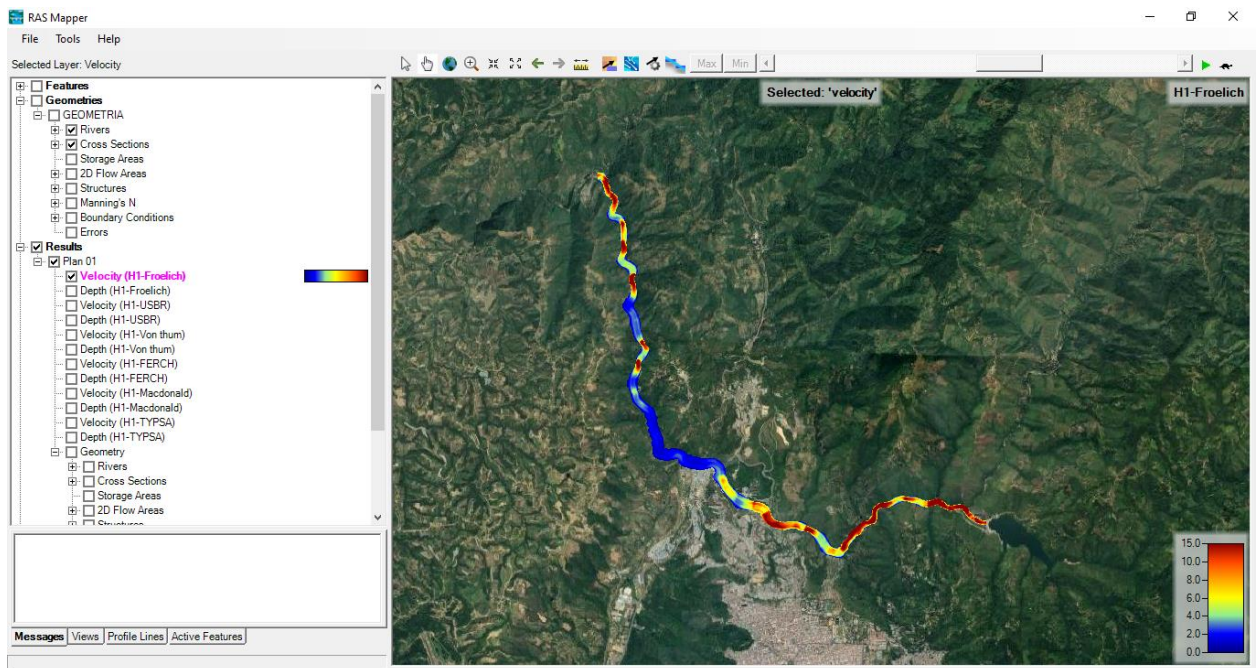 RAS Mapper
File Tools Help
Selected Layer: Velocity
Max Min
Features
Geometries
GEOMETRIA
Rivers
Cross Sections
Storage Areas
2D Flow Areas
Structures
Manning's N
Boundary Conditions
Errors
Results
Plan 01
Velocity (H1-Froelich)
Depth (H1-Froelich)
Velocity (H1-USBR)
Depth (H1-USBR)
Velocity (H1-Von thum)
Depth (H1-Von thum)
Velocity (H1-FERCH)
Depth (H1-FERCH)
Velocity (H1-Macdonald)
Depth (H1-Macdonald)
Velocity (H1-TYPSA)
Depth (H1-TYPSA)
Geometry
Rivers
Cross Sections
Storage Areas
2D Flow Areas
Structures
Messages Views Profile Lines Active Features
Selected: 'velocity'
H1-Froelich
15.0
10.0
8.0
6.0
4.0
2.0
0.0